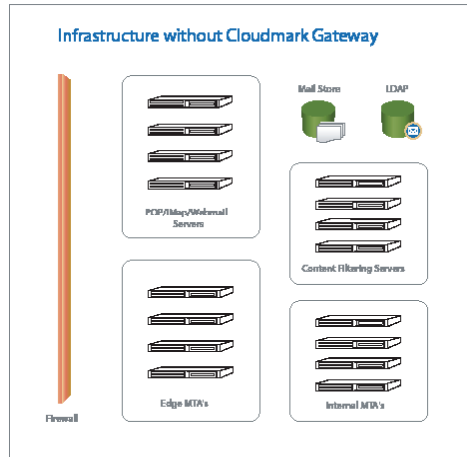 Infrastructure without Cloudmark Gateway
Mail Store
LDAP
POP/IMap/Webmail
Servers
Content Filtering Servers
Edge MTA's
Internal MTA's
Firewall